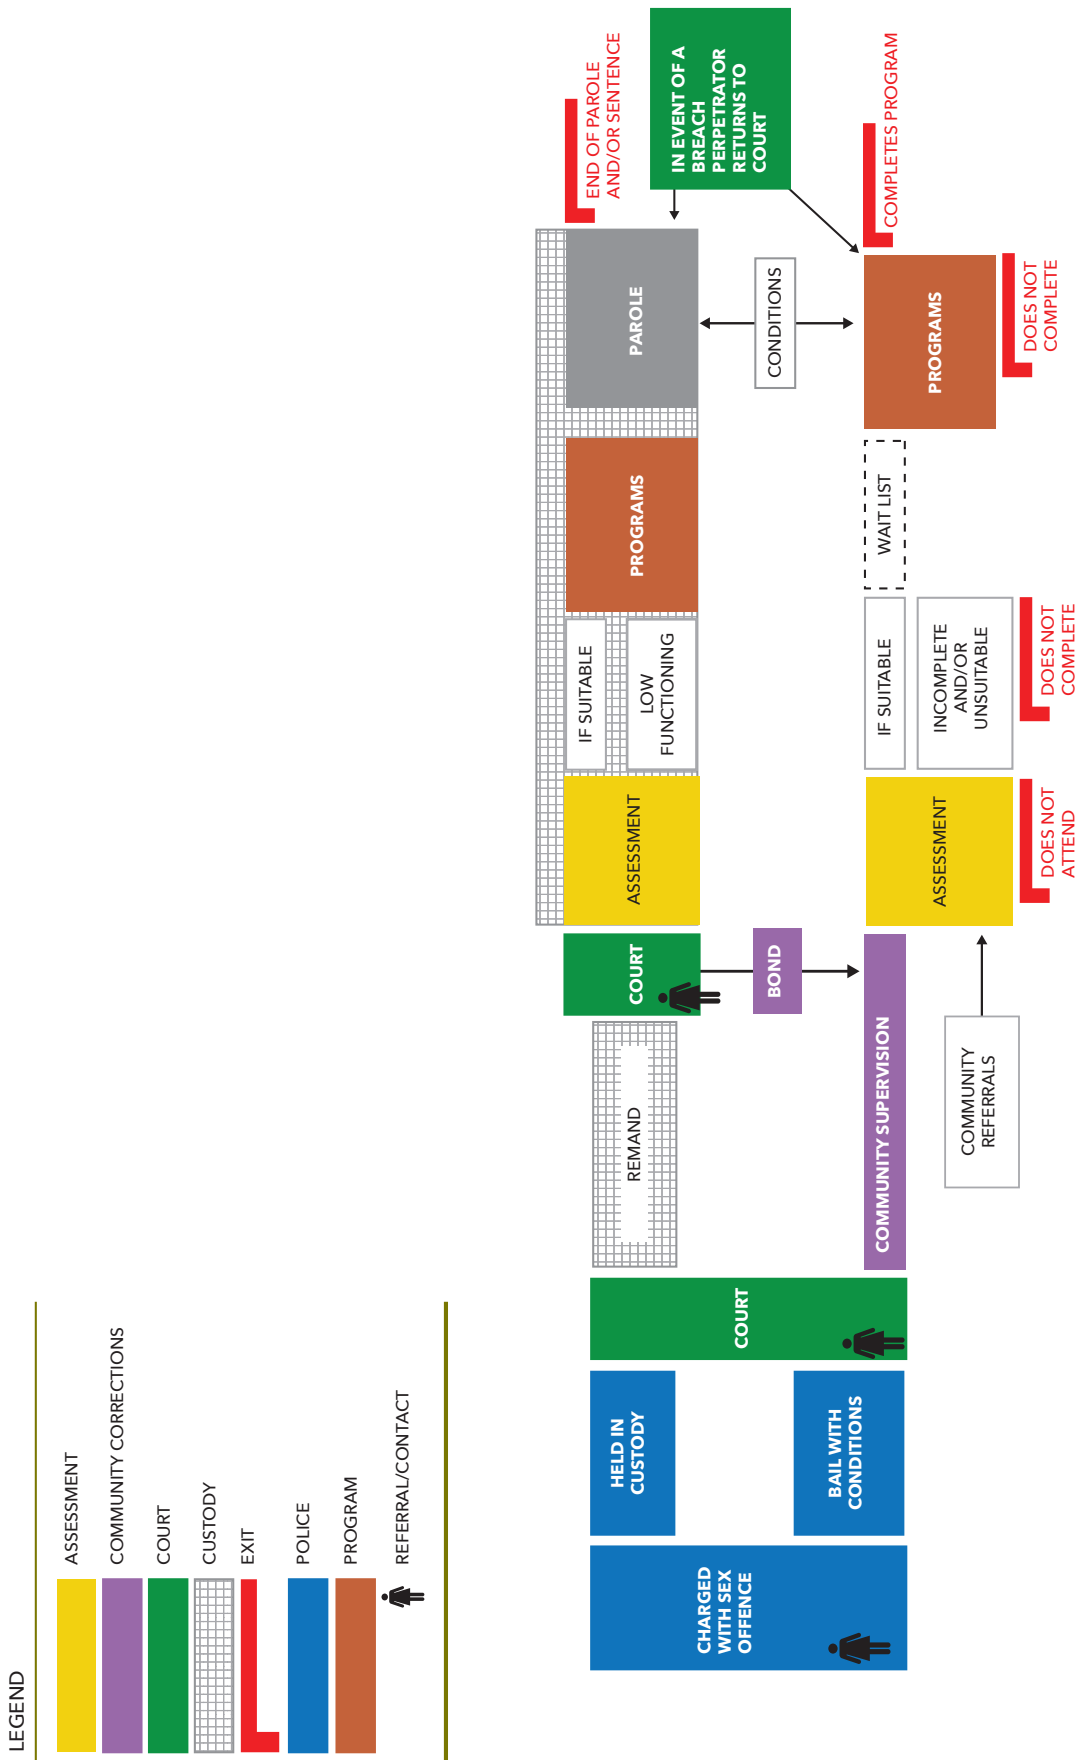 LEGEND
ASSESSMENT
COMMUNITY CORRECTIONS
COURT
CUSTODY
EXIT
POLICE
PROGRAM
REFERRAL/CONTACT
CHARGED
WITH SEX
OFFENCE
HELD IN
CUSTODY
BAIL WITH
CONDITIONS
COURT
REMAND
COMMUNITY SUPERVISION
COURT
BOND
COMMUNITY
REFERRALS
ASSESSMENT
IF SUITABLE
LOW
FUNCTIONING
PROGRAMS
PAROLE
END OF PAROLE
AND/OR SENTENCE
IN EVENT OF A
BREACH
PERPETRATOR
RETURNS TO
COURT
CONDITIONS
ASSESSMENT
DOES NOT
ATTEND
IF SUITABLE
INCOMPLETE
AND/OR
UNSUITABLE
DOES NOT
COMPLETE
WAIT LIST
PROGRAMS
COMPLETES PROGRAM
DOES NOT
COMPLETE